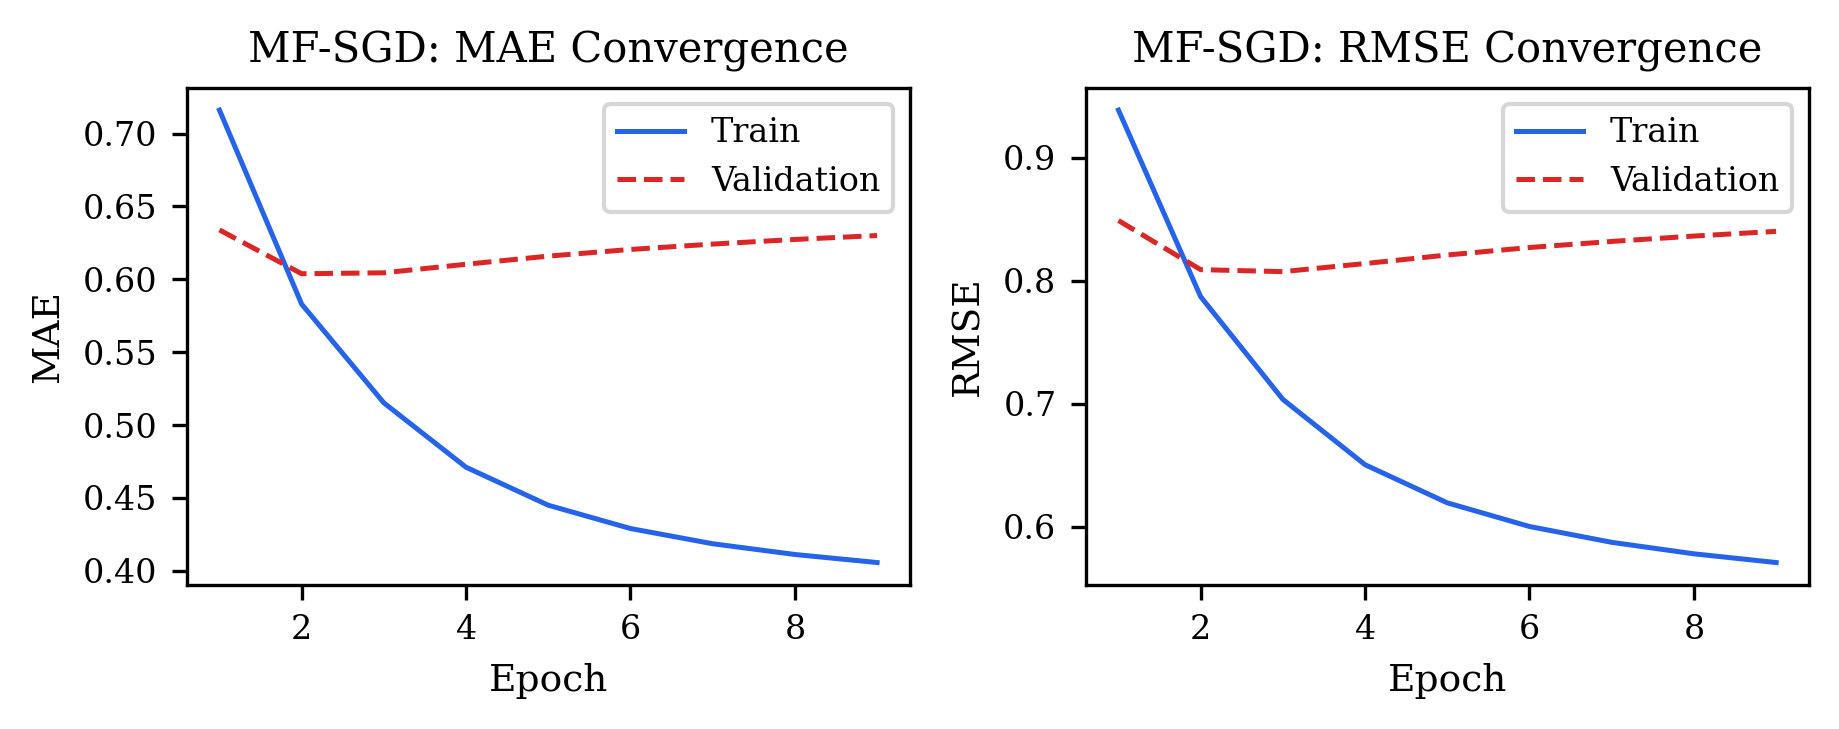 MF-SGD: MAE Convergence
0.70
0.65
0.60
0.55
0.50
0.45
0.40
MAE
2 4 6 8
Epoch
Train
Validation
MF-SGD: RMSE Convergence
0.9
0.8
0.7
0.6
RMSE
2 4 6 8
Epoch
Train
Validation